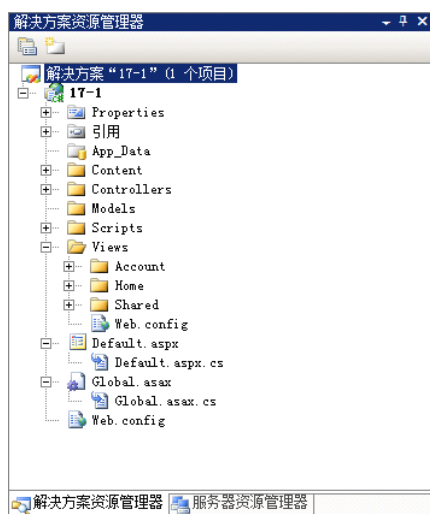 解决方案资源管理器
解决方案“17-1”(1 个项目)
17-1
Properties
引用
App_Data
Content
Controllers
Models
Scripts
Views
Account
Home
Shared
Web.config
Default.aspx
Default.aspx.cs
Global.asax
Global.asax.cs
Web.config
解决方案资源管理器 服务器资源管理器